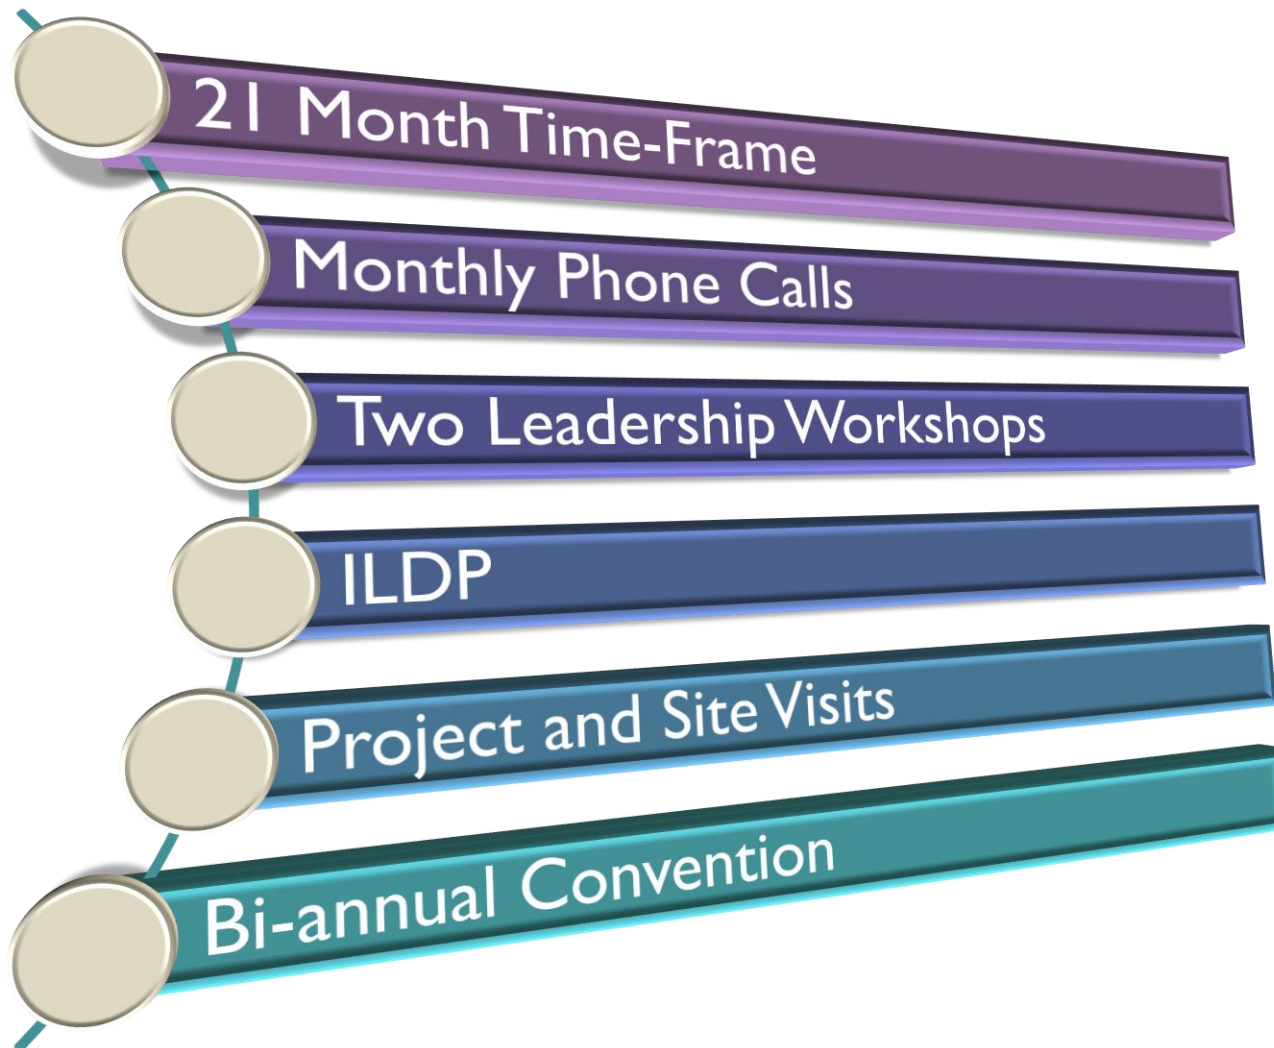 21 Month Time-Frame
Monthly Phone Calls
Two Leadership Workshops
ILDP
Project and Site Visits
Bi-annual Convention